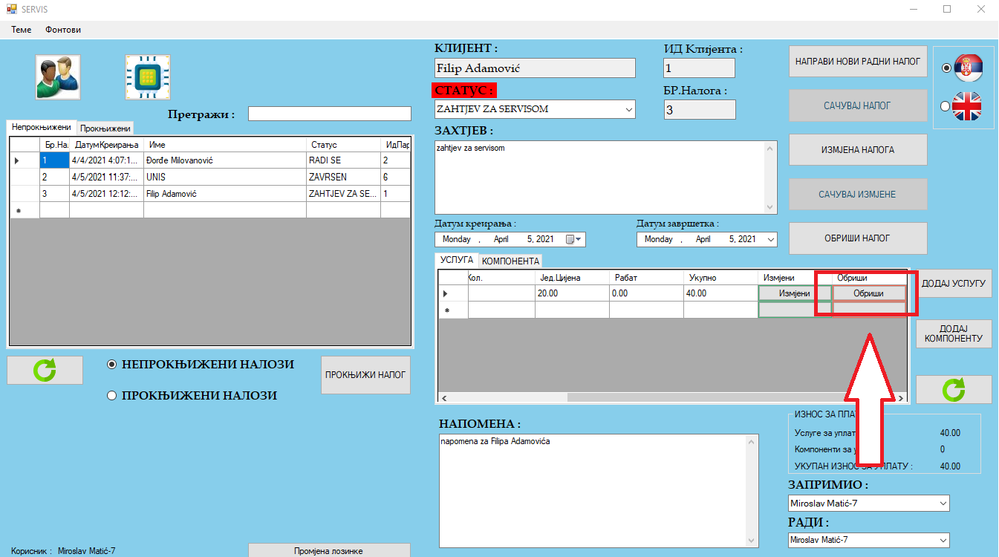 SERVIS
Теме Фонтови
Претражи :
Непрокњижени Прокњижени
Бр.На. ДатумКреирања Име Статус ИдПар
1 4/4/2021 4:07:1... Đorđe Milovanović RADI SE 2
2 4/5/2021 11:37:... UNIS ZAVRSEN 6
3 4/5/2021 12:12:... Filip Adamović ZAHTJEV ZA SE... 1
НЕПРОКЊИЖЕНИ НАЛОЗИ
ПРОКЊИЖЕНИ НАЛОЗИ
ПРОКЊИЖИ НАЛОГ
Корисник : Miroslav Matić-7
Промјена лозинке
КЛИЈЕНТ :
Filip Adamović
ИД Клијента :
1
СТАТУС :
ZAHTJEV ZA SERVISOM
БР.Налога :
3
ЗАХТЈЕВ :
zahtjev za servisom
Датум креирања :
Monday , April 5, 2021
Датум завршетка :
Monday , April 5, 2021
УСЛУГА КОМПОНЕНТА
Кол. Јед.Цијена Рабат Укупно Измјени Обриши
20.00 0.00 40.00 Измјени Обриши
НАПОМЕНА :
napomena za Filipa Adamovića
НАПРАВИ НОВИ РАДНИ НАЛОГ
САЧУВАЈ НАЛОГ
ИЗМЈЕНА НАЛОГА
САЧУВАЈ ИЗМЈЕНЕ
ОБРИШИ НАЛОГ
ДОДАЈ УСЛУГУ
ДОДАЈ
КОМПОНЕНТУ
ИЗНОС ЗА
Услуге за 40.00
Компоненти за 0
УКУПАН ИЗНОС ЗА УПЛАТУ : 40.00
ЗАПРИМИО :
Miroslav Matić-7
РАДИ :
Miroslav Matić-7